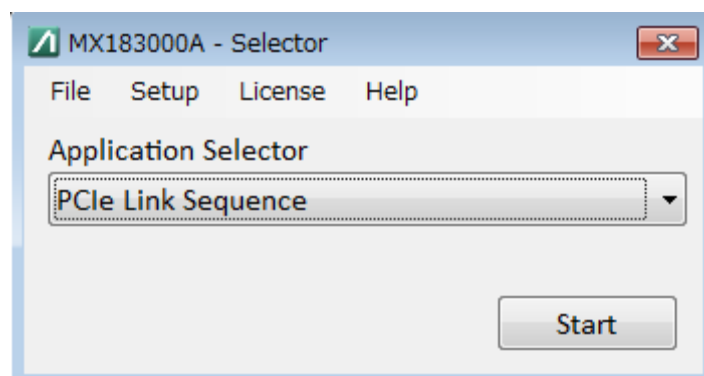 MX183000A - Selector
File Setup License Help
Application Selector
PCIe Link Sequence
Start